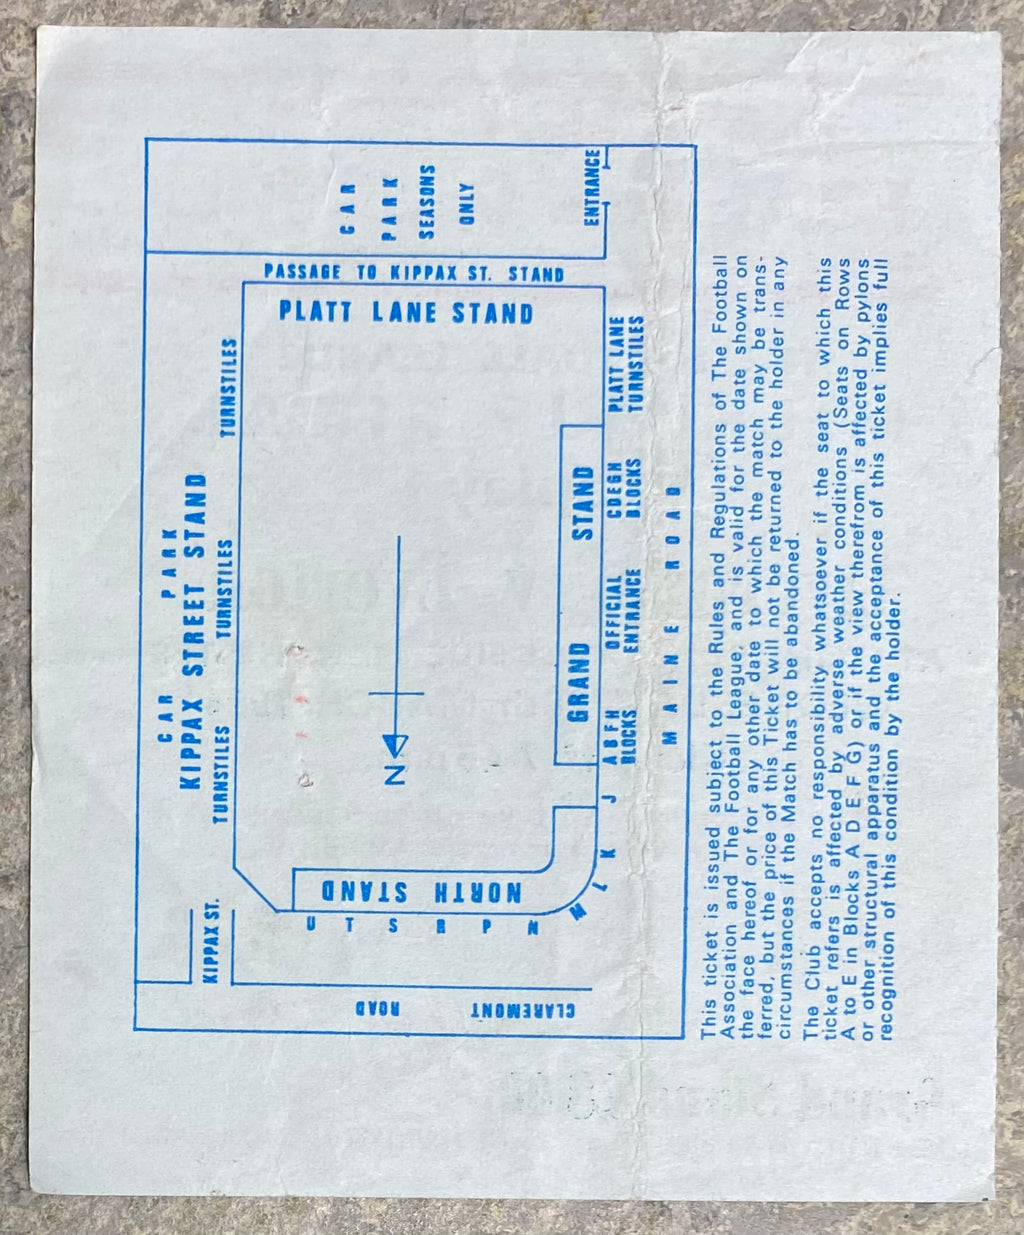 CAR PARK
KIPPAX STREET STAND
KIPPAX ST.
TURNSTILES
TURNSTILES
TURNSTILES
CLAREMONT
ROAD
NORTH STAND
U T S R P N M L K J
N
PLATT LANE STAND
PASSAGE TO KIPPAX ST. STAND
CAR
PARK
SEASONS
ONLY
ENTRANCE
GRAND STAND
A B F H
BLOCKS
OFFICIAL
ENTRANCE
CDEGH
BLOCKS
PLATT LANE
TURNSTILES
MAINE ROAD
This ticket is issued subject to the Rules and Regulations of The Football
Association and The Football League, and is valid for the date shown on
the face hereof or for any other date to which the match may be trans-
ferred, but the price of this Ticket will not be returned to the holder in any
circumstances if the Match has to be abandoned.
The Club accepts no responsibility whatsoever if the seat to which this
ticket refers is affected by adverse weather conditions (Seats on Rows
A to E in Blocks A D E F G) or if the view therefrom is affected by pylons
or other structural apparatus and the acceptance of this ticket implies full
recognition of this condition by the holder.